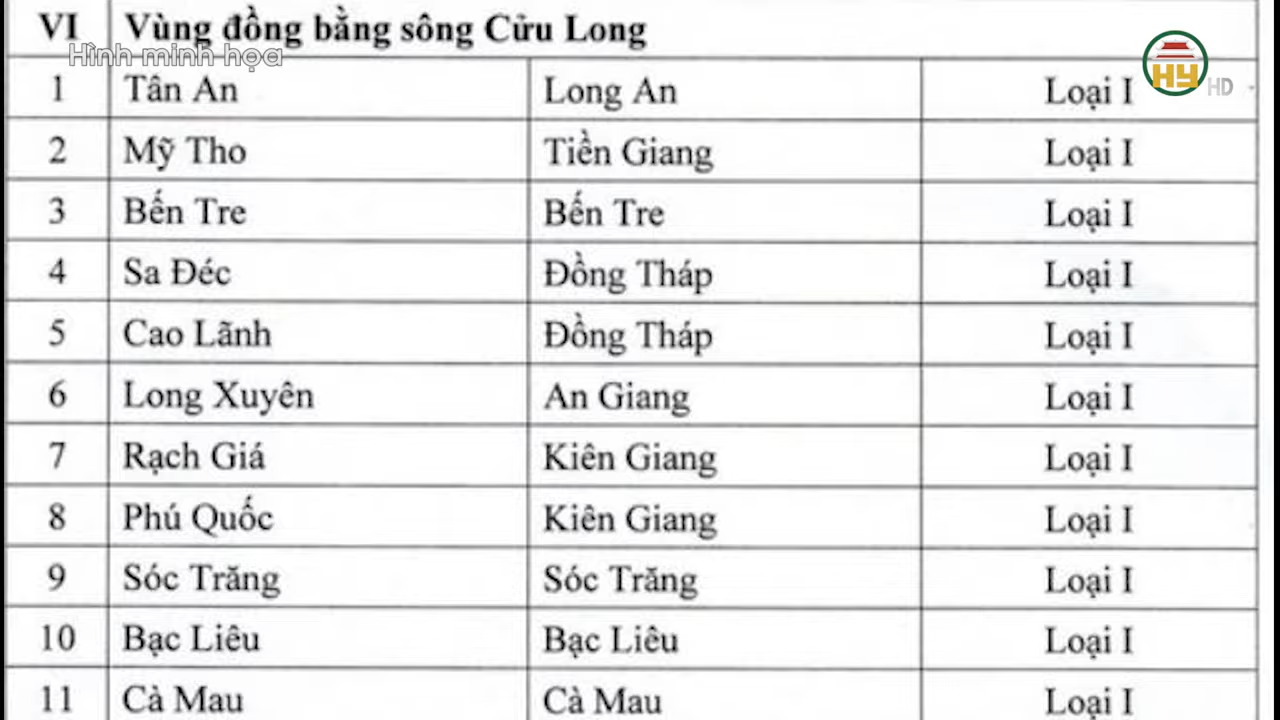 VI Vùng đồng bằng sông Cửu Long
Hình minh họa
HY HD
1 Tân An Long An Loại I
2 Mỹ Tho Tiền Giang Loại I
3 Bến Tre Bến Tre Loại I
4 Sa Đéc Đồng Tháp Loại I
5 Cao Lãnh Đồng Tháp Loại I
6 Long Xuyên An Giang Loại I
7 Rạch Giá Kiên Giang Loại I
8 Phú Quốc Kiên Giang Loại I
9 Sóc Trăng Sóc Trăng Loại I
10 Bạc Liêu Bạc Liêu Loại I
11 Cà Mau Cà Mau Loại I